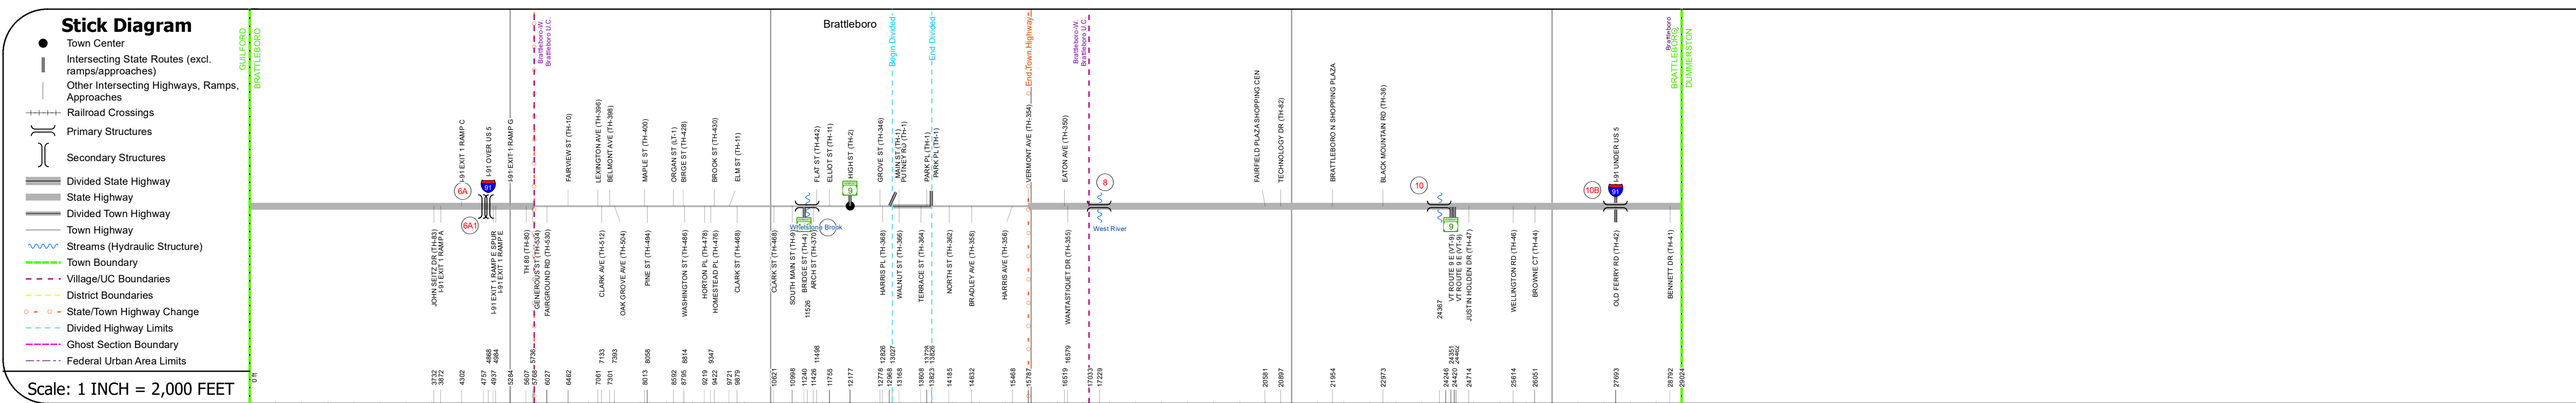 Stick Diagram
Town Center
Intersecting State Routes (excl.
ramps/approaches)
Other Intersecting Highways, Ramps,
Approaches
Railroad Crossings
Primary Structures
Secondary Structures
Divided State Highway
State Highway
Divided Town Highway
Town Highway
Streams (Hydraulic Structure)
Town Boundary
Village/UC Boundaries
District Boundaries
State/Town Highway Change
Divided Highway Limits
Ghost Section Boundary
Federal Urban Area Limits
Scale: 1 INCH = 2,000 FEET
Brattleboro
GUILFORD
BRATTLEBORO
Brattleboro-W.
Brattleboro U.C.
Begin Divided
End Divided
End Town Highway
Brattleboro-W.
Brattleboro U.C.
Brattleboro
BRATTLEBORO
DUMMERSTON
I-91 EXIT 1 RAMP C
I-91 OVER US 5
I-91 EXIT 1 RAMP G
FAIRVIEW ST (TH-10)
LEXINGTON AVE (TH-396)
BELMONT AVE (TH-398)
MAPLE ST (TH-400)
ORGAN ST (LT-1)
BIRGE ST (TH-428)
BROOK ST (TH-430)
ELM ST (TH-11)
FLAT ST (TH-442)
ELLIOT ST (TH-11)
HIGH ST (TH-2)
GROVE ST (TH-346)
MAIN ST (TH-1)
PUTNEY RD (TH-1)
PARK PL (TH-1)
PARK PL (TH-1)
VERMONT AVE (TH-354)
EATON AVE (TH-350)
FAIRFIELD PLAZA SHOPPING CEN
TECHNOLOGY DR (TH-82)
BRATTLEBORO N SHOPPING PLAZA
BLACK MOUNTAIN RD (TH-36)
I-91 UNDER US 5
6A
91
6A1
9
9
8
10
9
10B
91
Whetstone Brook
West River
JOHN SEITZ DR (TH-83)
I-91 EXIT 1 RAMP A
I-91 EXIT 1 RAMP E SPUR
I-91 EXIT 1 RAMP E
TH 80 (TH-80)
GENEROUS ST (TH-534)
FAIRGROUND RD (TH-530)
CLARK AVE (TH-512)
OAK GROVE AVE (TH-504)
PINE ST (TH-494)
WASHINGTON ST (TH-486)
HORTON PL (TH-478)
HOMESTEAD PL (TH-476)
CLARK ST (TH-468)
CLARK ST (TH-468)
SOUTH MAIN ST (TH-9)
BRIDGE ST (TH-4)
11526
ARCH ST (TH-370)
HARRIS PL (TH-368)
WALNUT ST (TH-366)
TERRACE ST (TH-364)
NORTH ST (TH-362)
BRADLEY AVE (TH-358)
HARRIS AVE (TH-356)
WANTASTIQUET DR (TH-355)
24367
VT ROUTE 9 E (VT-9)
VT ROUTE 9 E (VT-9)
JUSTIN HOLDEN DR (TH-47)
WELLINGTON RD (TH-46)
BROWNE CT (TH-44)
OLD FERRY RD (TH-42)
BENNETT DR (TH-41)
0 ft
3732
3872
4302
4757
4868
4937
4984
5284
5607
5736
5768
6027
6462
7061
7133
7301
7393
8013
8058
8592
8795
8814
9219
9347
9422
9721
9879
10621
10998
11240
11426
11498
11755
12177
12778
12826
12968
13027
13168
13608
13728
13823
13826
14185
14632
15468
15787
16519
16579
17033
17229
20581
20897
21954
22973
24246
24351
24420
24462
24714
25614
26051
27693
28792
29024